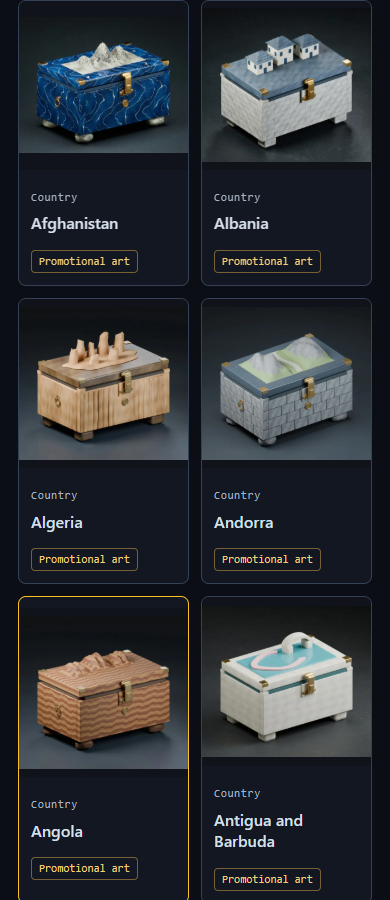 Country
Afghanistan
Promotional art
Country
Albania
Promotional art
Country
Algeria
Promotional art
Country
Andorra
Promotional art
Country
Angola
Promotional art
Country
Antigua and
Barbuda
Promotional art